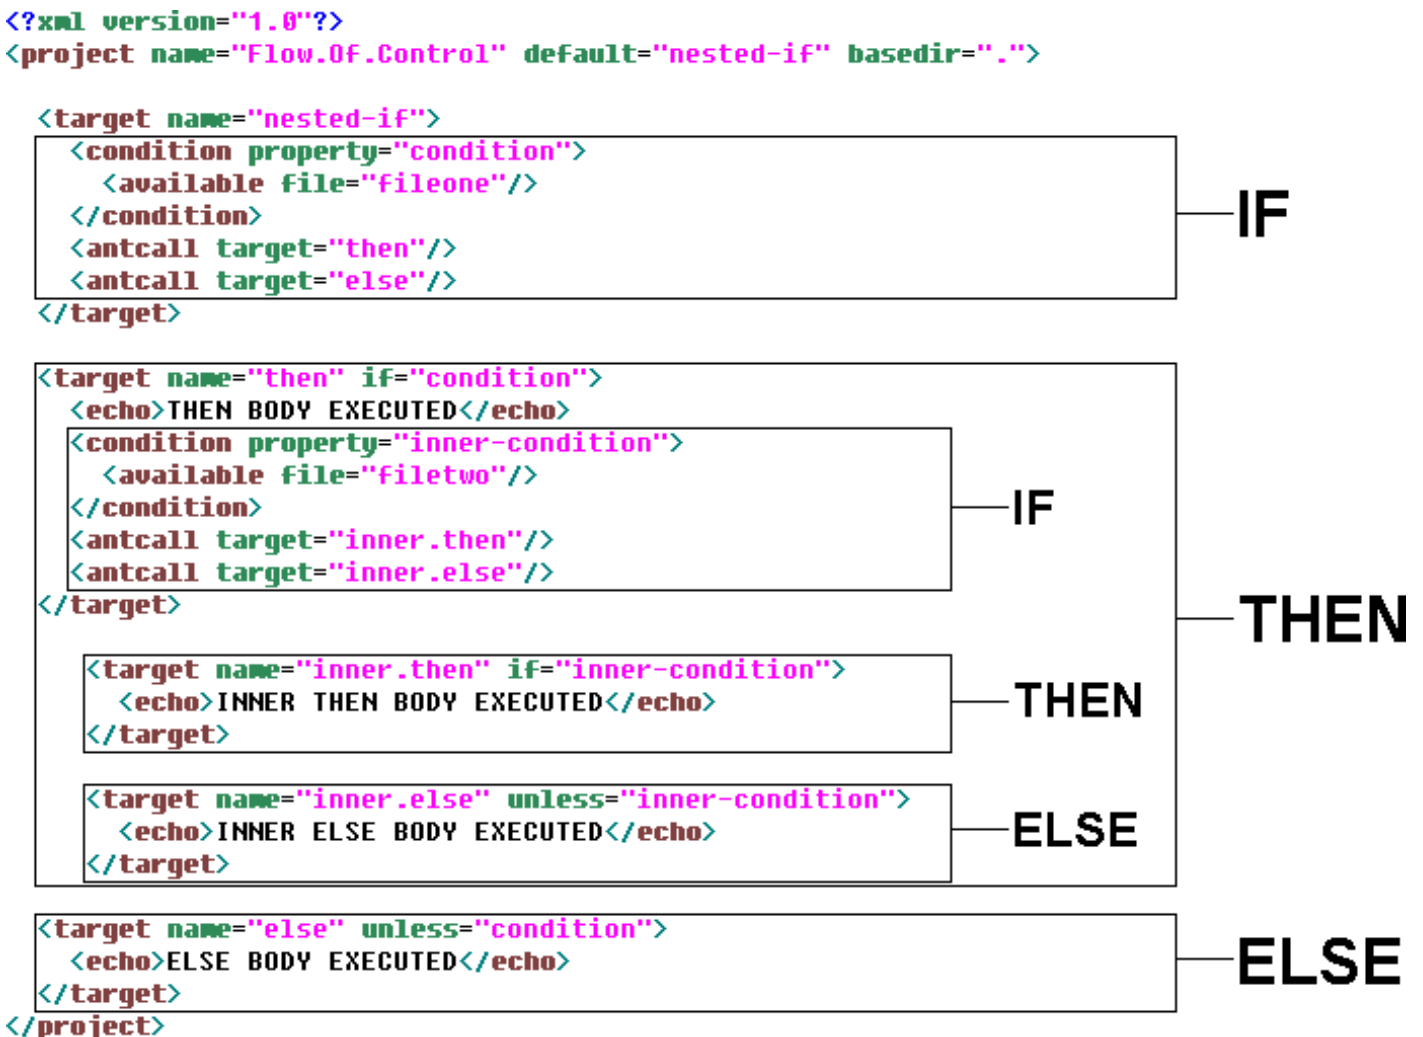 <?xml version="1.0"?>
<project name="Flow.Of.Control" default="nested-if" basedir=".">
<target name="nested-if">
<condition property="condition">
<available file="fileone"/>
</condition>
<antcall target="then"/>
<antcall target="else"/>
</target>
IF
<target name="then" if="condition">
<echo>THEN BODY EXECUTED</echo>
<condition property="inner-condition">
<available file="filetwo"/>
</condition>
<antcall target="inner.then"/>
<antcall target="inner.else"/>
</target>
IF
<target name="inner.then" if="inner-condition">
<echo>INNER THEN BODY EXECUTED</echo>
</target>
THEN
<target name="inner.else" unless="inner-condition">
<echo>INNER ELSE BODY EXECUTED</echo>
</target>
ELSE
THEN
<target name="else" unless="condition">
<echo>ELSE BODY EXECUTED</echo>
</target>
ELSE
</project>